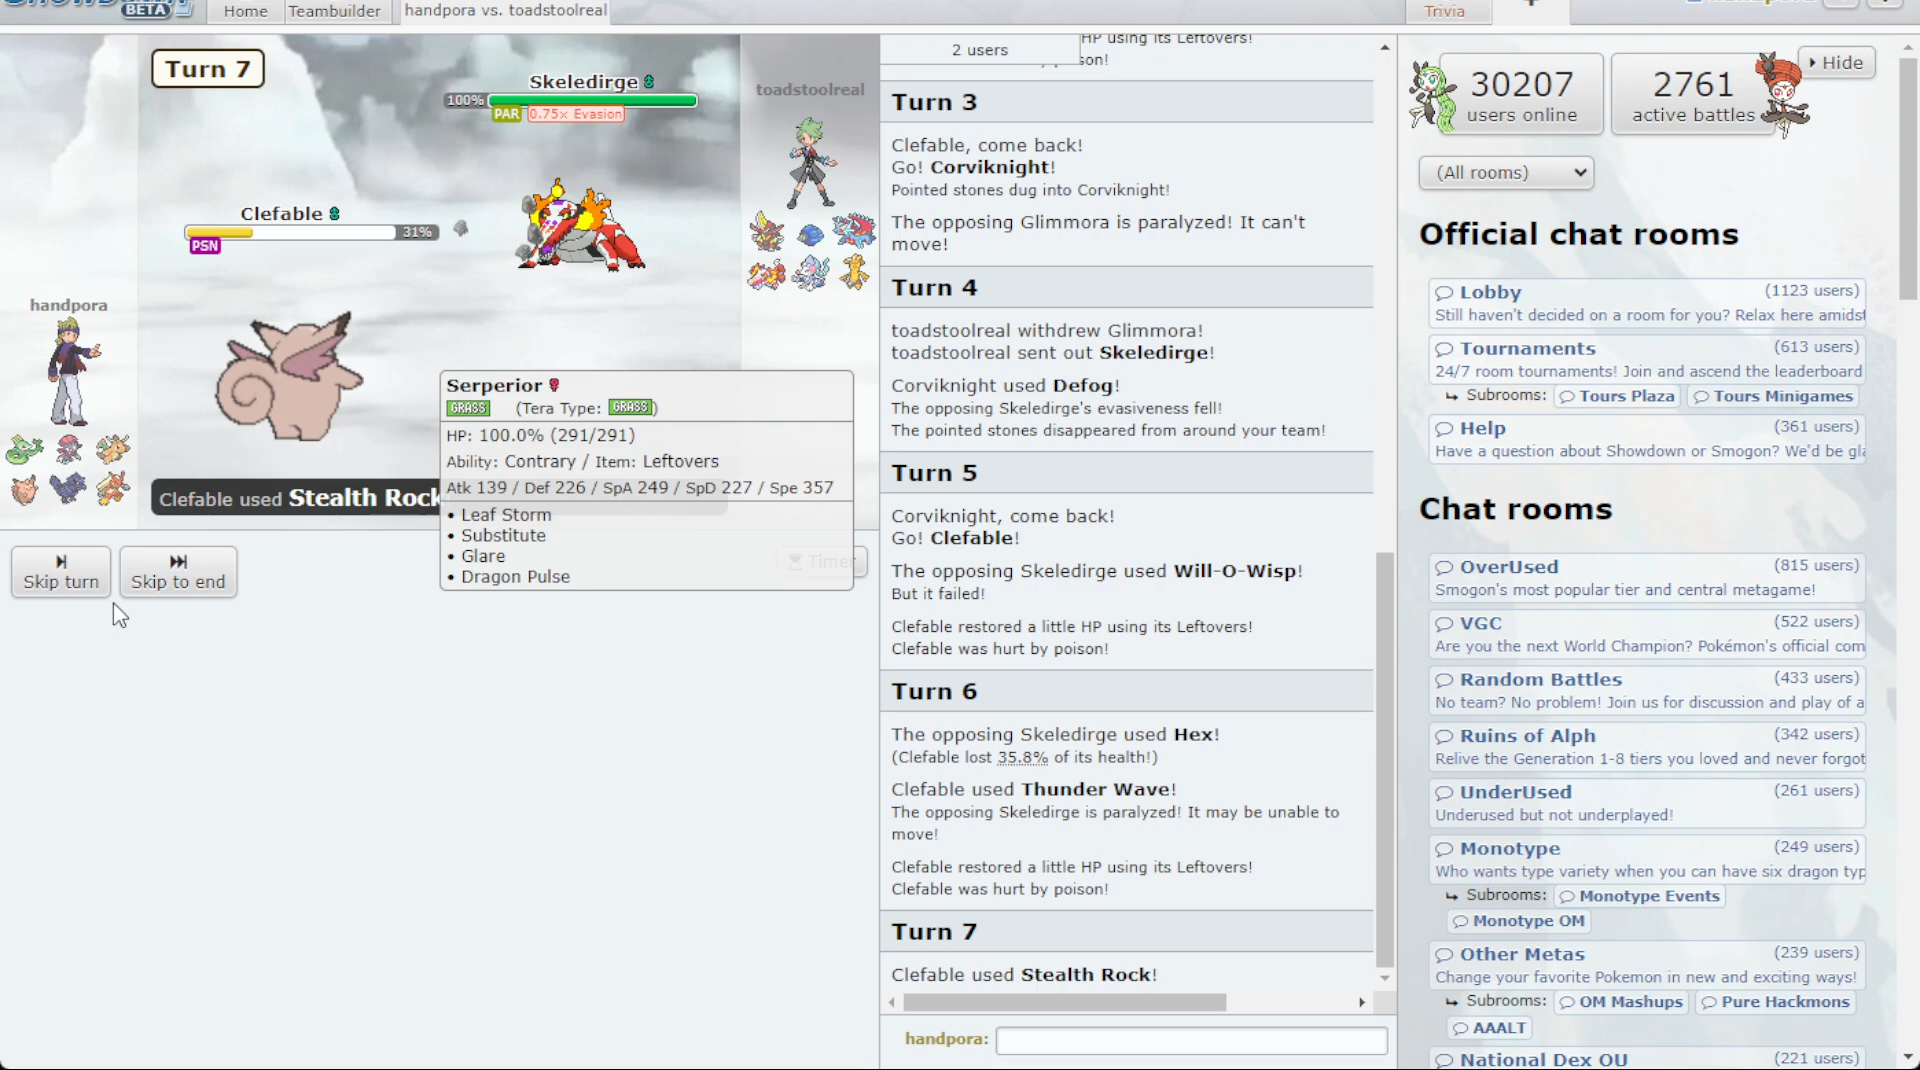 BETA
Home
Teambuilder
handpora vs. toadstoolreal
Trivia
Turn 7
Skeledirge
100%
PAR 0.75× Evasion
Clefable
31%
PSN
handpora
toadstoolreal
Clefable used Stealth Rock
Serperior
GRASS (Tera Type: GRASS)
HP: 100.0% (291/291)
Ability: Contrary / Item: Leftovers
Atk 139 / Def 226 / SpA 249 / SpD 227 / Spe 357
• Leaf Storm
• Substitute
• Glare
• Dragon Pulse
Timer
Skip turn
Skip to end
2 users
HP using its Leftovers!
Turn 3
Clefable, come back!
Go! Corviknight!
Pointed stones dug into Corviknight!
The opposing Glimmora is paralyzed! It can't
move!
Turn 4
toadstoolreal withdrew Glimmora!
toadstoolreal sent out Skeledirge!
Corviknight used Defog!
The opposing Skeledirge's evasiveness fell!
The pointed stones disappeared from around your team!
Turn 5
Corviknight, come back!
Go! Clefable!
The opposing Skeledirge used Will-O-Wisp!
But it failed!
Clefable restored a little HP using its Leftovers!
Clefable was hurt by poison!
Turn 6
The opposing Skeledirge used Hex!
(Clefable lost 35.8% of its health!)
Clefable used Thunder Wave!
The opposing Skeledirge is paralyzed! It may be unable to
move!
Clefable restored a little HP using its Leftovers!
Clefable was hurt by poison!
Turn 7
Clefable used Stealth Rock!
handpora:
30207
users online
2761
active battles
Hide
(All rooms)
Official chat rooms
Lobby (1123 users)
Still haven't decided on a room for you? Relax here amidst
Tournaments (613 users)
24/7 room tournaments! Join and ascend the leaderboard
Subrooms: Tours Plaza Tours Minigames
Help (361 users)
Have a question about Showdown or Smogon? We'd be gla
Chat rooms
OverUsed (815 users)
Smogon's most popular tier and central metagame!
VGC (522 users)
Are you the next World Champion? Pokémon's official com
Random Battles (433 users)
No team? No problem! Join us for discussion and play of a
Ruins of Alph (342 users)
Relive the Generation 1-8 tiers you loved and never forgot
UnderUsed (261 users)
Underused but not underplayed!
Monotype (249 users)
Who wants type variety when you can have six dragon typ
Subrooms: Monotype Events
Monotype OM
Other Metas (239 users)
Change your favorite Pokemon in new and exciting ways!
Subrooms: OM Mashups Pure Hackmons
AAALT
National Dex OU (221 users)